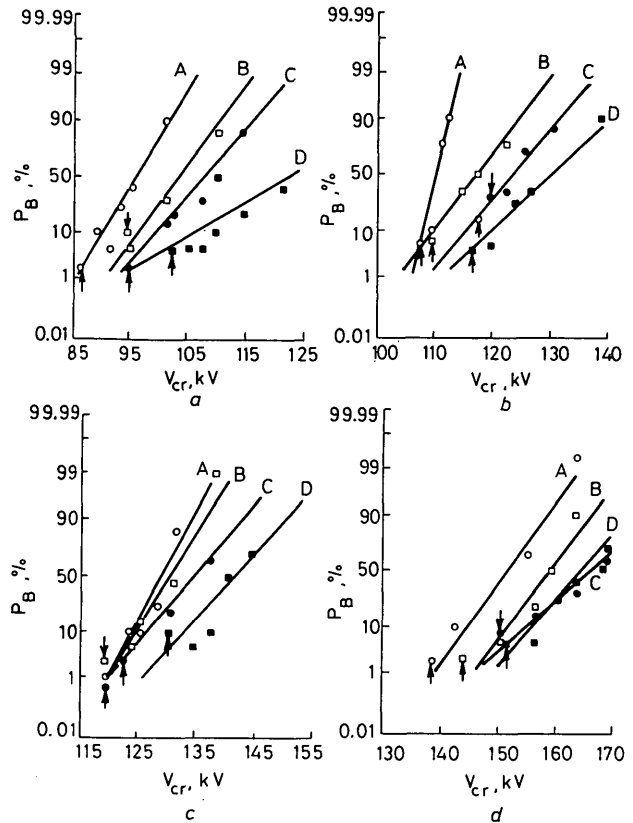 99.99
99
90
50
10
1
0.01
P_B, %
A
B
C
D
85
95
105
115
125
V_cr, kV
a
99.99
99
90
50
10
1
0.01
P_B, %
A
B
C
D
100
110
120
130
140
V_cr, kV
b
99.99
99
90
50
10
1
0.01
P_B, %
A
B
C
D
115
125
135
145
155
V_cr, kV
c
99.99
99
90
50
10
1
0.01
P_B, %
A
B
D
C
130
140
150
160
170
V_cr, kV
d